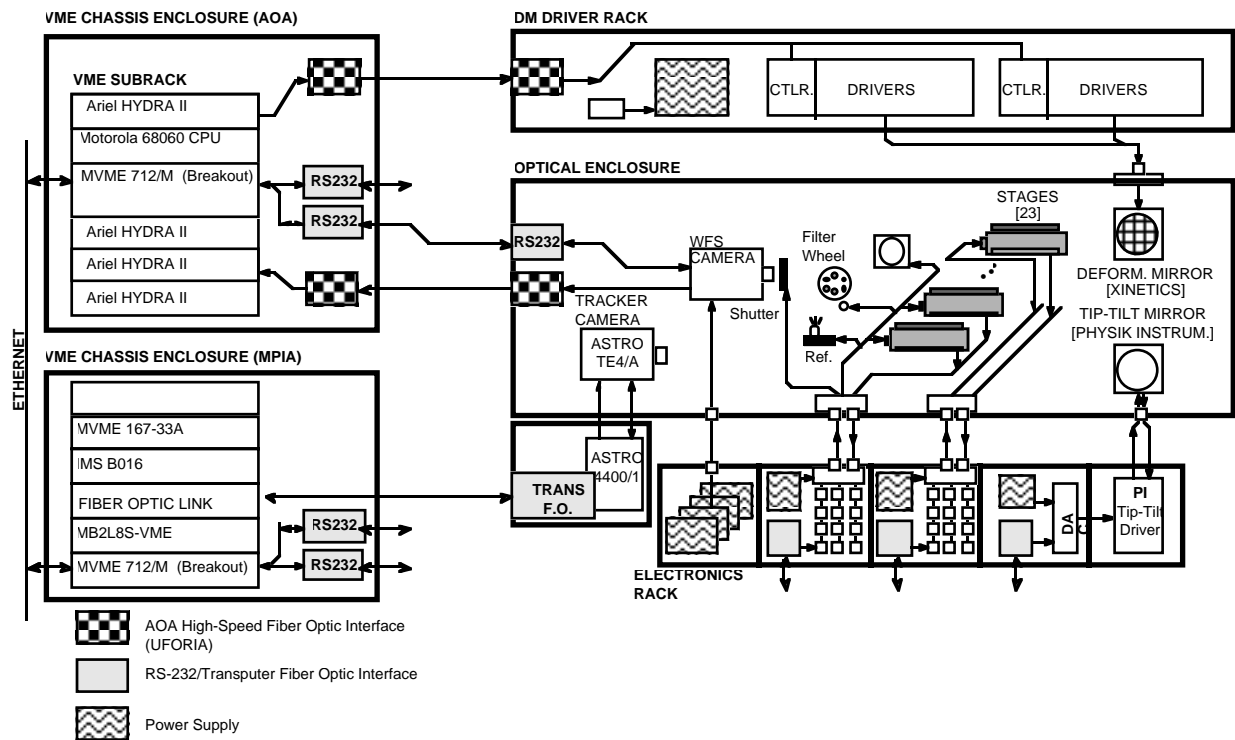 VME CHASSIS ENCLOSURE (AOA)
VME SUBRACK
Ariel HYDRA II
Motorola 68060 CPU
MVME 712/M (Breakout)
Ariel HYDRA II
Ariel HYDRA II
Ariel HYDRA II
RS232
RS232
ETHERNET
VME CHASSIS ENCLOSURE (MPIA)
MVME 167-33A
IMS B016
FIBER OPTIC LINK
MB2L8S-VME
MVME 712/M (Breakout)
RS232
RS232
DM DRIVER RACK
CTLR.
DRIVERS
CTLR.
DRIVERS
OPTICAL ENCLOSURE
RS232
WFS
CAMERA
Shutter
TRACKER
CAMERA
ASTRO
TE4/A
Filter
Wheel
Ref.
STAGES
[23]
DEFORM. MIRROR
[XINETICS]
TIP-TILT MIRROR
[PHYSIK INSTRUM.]
ASTRO
4400/1
TRANS
F.O.
DA
C
PI
Tip-Tilt
Driver
ELECTRONICS
RACK
AOA High-Speed Fiber Optic Interface
(UFORIA)
RS-232/Transputer Fiber Optic Interface
Power Supply